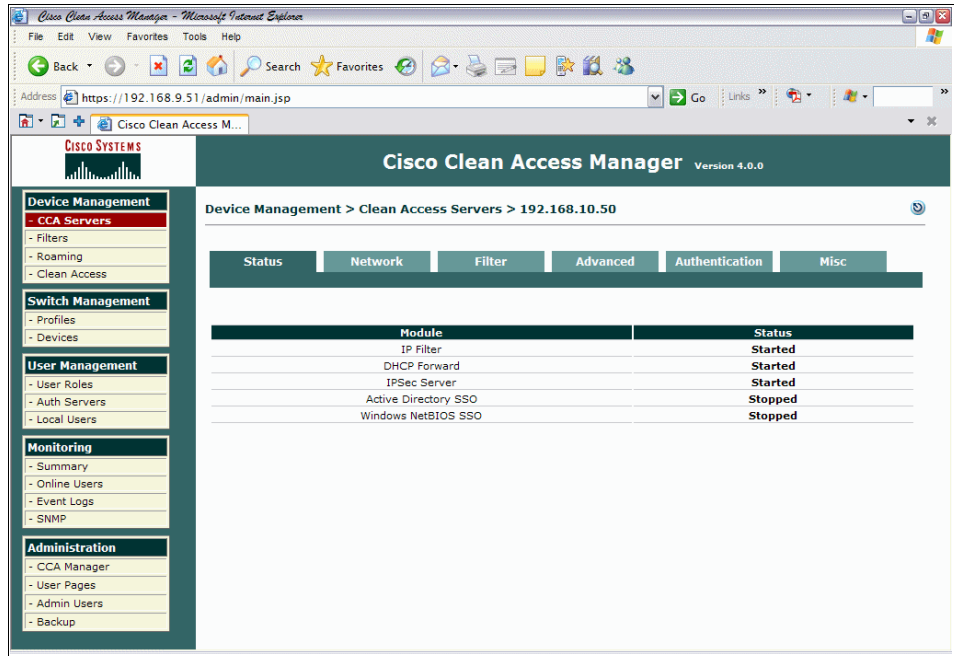 Cisco Clean Access Manager - Microsoft Internet Explorer
File Edit View Favorites Tools Help
Back Search Favorites
Address https://192.168.9.51/admin/main.jsp Go Links »
Cisco Clean Access M...
CISCO SYSTEMS
Cisco Clean Access Manager Version 4.0.0
Device Management
- CCA Servers
- Filters
- Roaming
- Clean Access
Switch Management
- Profiles
- Devices
User Management
- User Roles
- Auth Servers
- Local Users
Monitoring
- Summary
- Online Users
- Event Logs
- SNMP
Administration
- CCA Manager
- User Pages
- Admin Users
- Backup
Device Management > Clean Access Servers > 192.168.10.50
Status Network Filter Advanced Authentication Misc
Module Status
IP Filter Started
DHCP Forward Started
IPSec Server Started
Active Directory SSO Stopped
Windows NetBIOS SSO Stopped